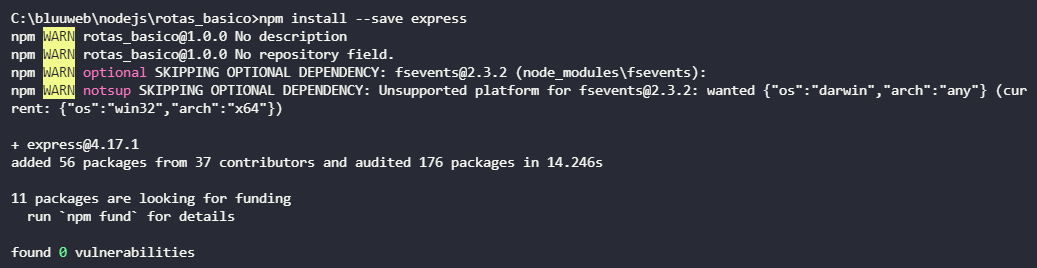 C:\bluuweb\nodejs\rotas_basico>npm install --save express
npm WARN rotas_basico@1.0.0 No description
npm WARN rotas_basico@1.0.0 No repository field.
npm WARN optional SKIPPING OPTIONAL DEPENDENCY: fsevents@2.3.2 (node_modules\fsevents):
npm WARN notsup SKIPPING OPTIONAL DEPENDENCY: Unsupported platform for fsevents@2.3.2: wanted {"os":"darwin","arch":"any"} (cur
rent: {"os":"win32","arch":"x64"})
+ express@4.17.1
added 56 packages from 37 contributors and audited 176 packages in 14.246s
11 packages are looking for funding
  run `npm fund` for details
found 0 vulnerabilities